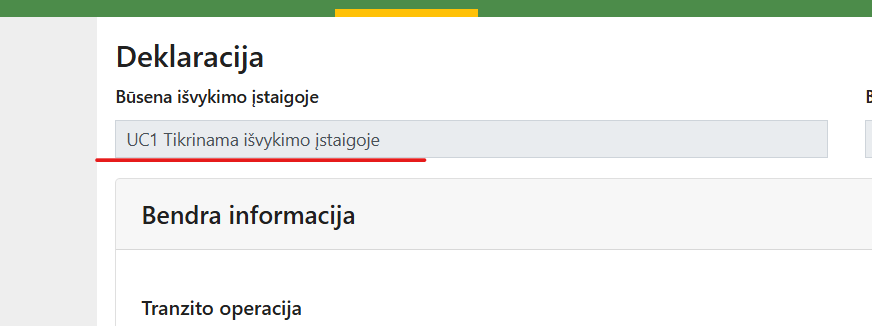 Deklaracija
Būsena išvykimo įstaigoje
UC1 Tikrinama išvykimo įstaigoje
Bendra informacija
Tranzito operacija